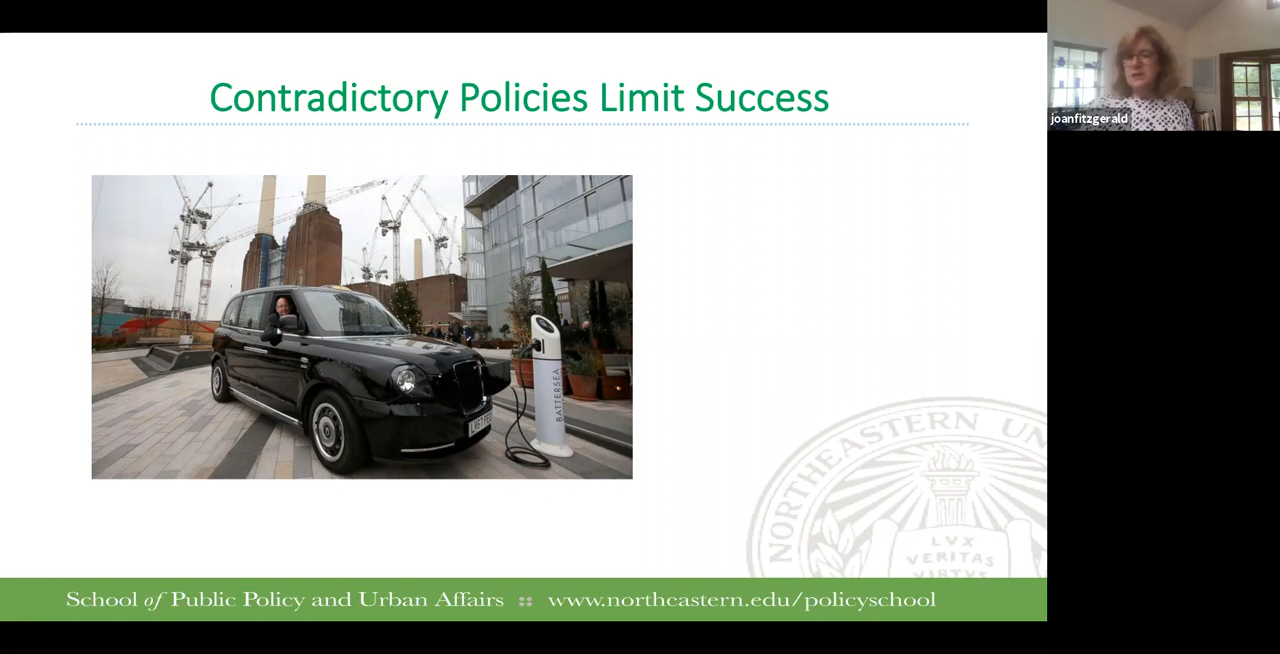 Contradictory Policies Limit Success
joanfitzgerald
BATTERSEA
NORTHEASTERN UN
LVX
VERITAS
VIRTVS
School of Public Policy and Urban Affairs :: www.northeastern.edu/policyschool